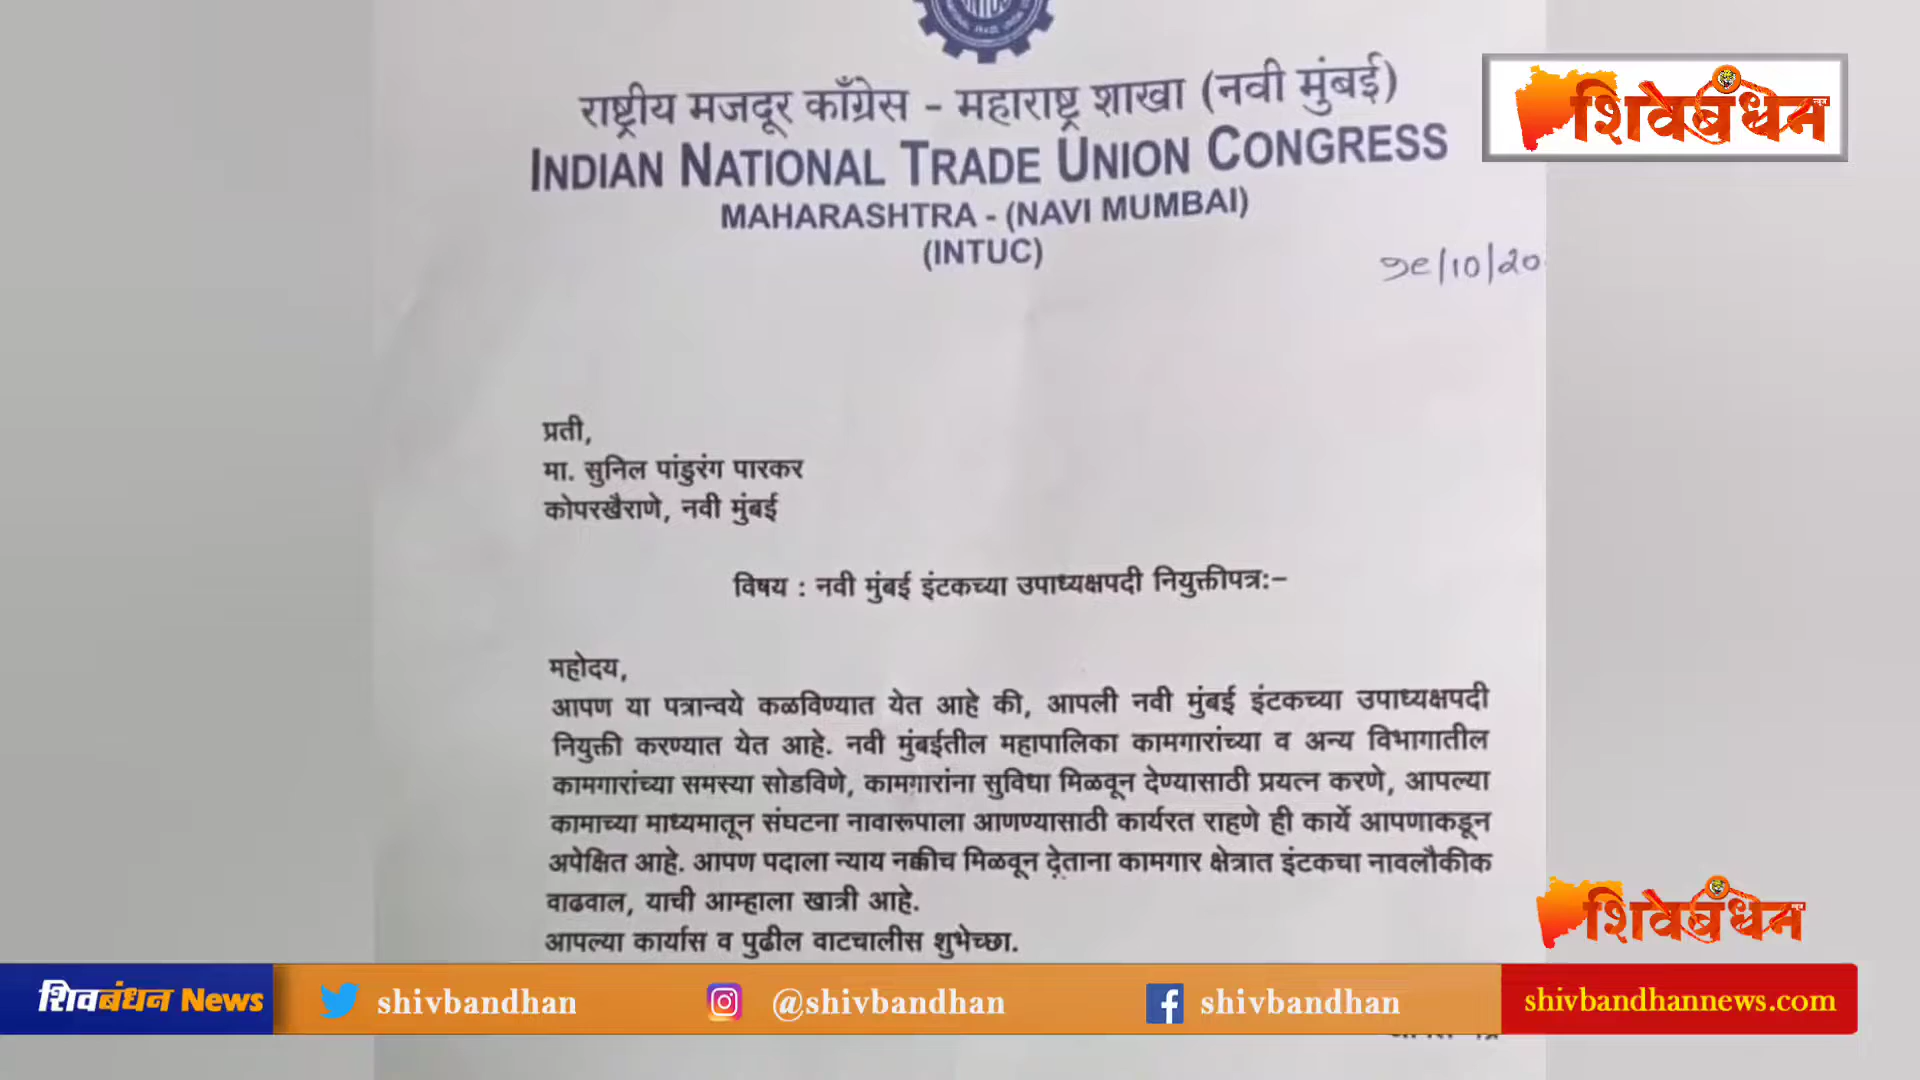 राष्ट्रीय मजदूर काँग्रेस - महाराष्ट्र शाखा (नवी मुंबई)
INDIAN NATIONAL TRADE UNION CONGRESS
MAHARASHTRA - (NAVI MUMBAI)
(INTUC)
१९/10/20
शिवबंधन
प्रती,
मा. सुनिल पांडुरंग पारकर
कोपरखैराणे, नवी मुंबई
विषय : नवी मुंबई इंटकच्या उपाध्यक्षपदी नियुक्तीपत्र:-
महोदय,
आपण या पत्रान्वये कळविण्यात येत आहे की, आपली नवी मुंबई इंटकच्या उपाध्यक्षपदी
नियुक्ती करण्यात येत आहे. नवी मुंबईतील महापालिका कामगारांच्या व अन्य विभागातील
कामगारांच्या समस्या सोडविणे, कामगारांना सुविधा मिळवून देण्यासाठी प्रयत्न करणे, आपल्या
कामाच्या माध्यमातून संघटना नावारूपाला आणण्यासाठी कार्यरत राहणे ही कार्ये आपणाकडून
अपेक्षित आहे. आपण पदाला न्याय नक्कीच मिळवून देताना कामगार क्षेत्रात इंटकचा नावलौकीक
वाढवाल, याची आम्हाला खात्री आहे.
आपल्या कार्यास व पुढील वाटचालीस शुभेच्छा.
शिवबंधन
शिवबंधन News
shivbandhan
@shivbandhan
shivbandhan
shivbandhannews.com